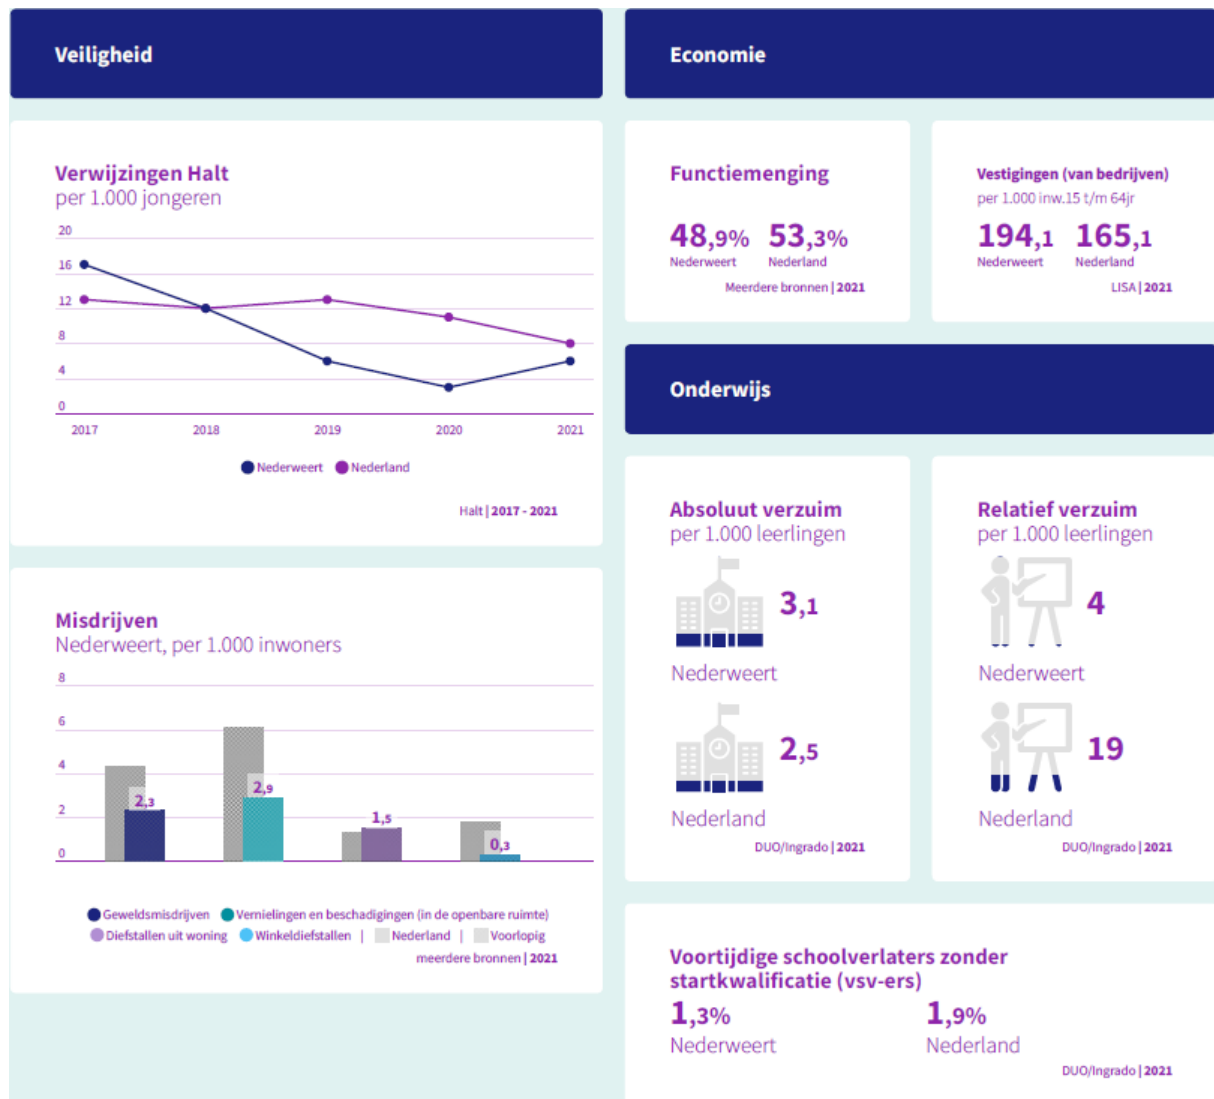 Veiligheid
Verwijzingen Halt
per 1.000 jongeren
20
16
12
8
4
0
2017 2018 2019 2020 2021
Nederweert Nederland
Halt | 2017 - 2021
Misdrijven
Nederweert, per 1.000 inwoners
8
6
4
2
0
2,3 2,9 1,5 0,3
Geweldsmisdrijven Vernielingen en beschadigingen (in de openbare ruimte)
Diefstallen uit woning Winkeldiefstallen | Nederland | Voorlopig
meerdere bronnen | 2021
Economie
Functiemenging
48,9% 53,3%
Nederweert Nederland
Meerdere bronnen | 2021
Vestigingen (van bedrijven)
per 1.000 inw.15 t/m 64jr
194,1 165,1
Nederweert Nederland
LISA | 2021
Onderwijs
Absoluut verzuim
per 1.000 leerlingen
3,1
Nederweert
2,5
Nederland
DUO/Ingrado | 2021
Relatief verzuim
per 1.000 leerlingen
4
Nederweert
19
Nederland
DUO/Ingrado | 2021
Voortijdige schoolverlaters zonder
startkwalificatie (vsv-ers)
1,3% 1,9%
Nederweert Nederland
DUO/Ingrado | 2021